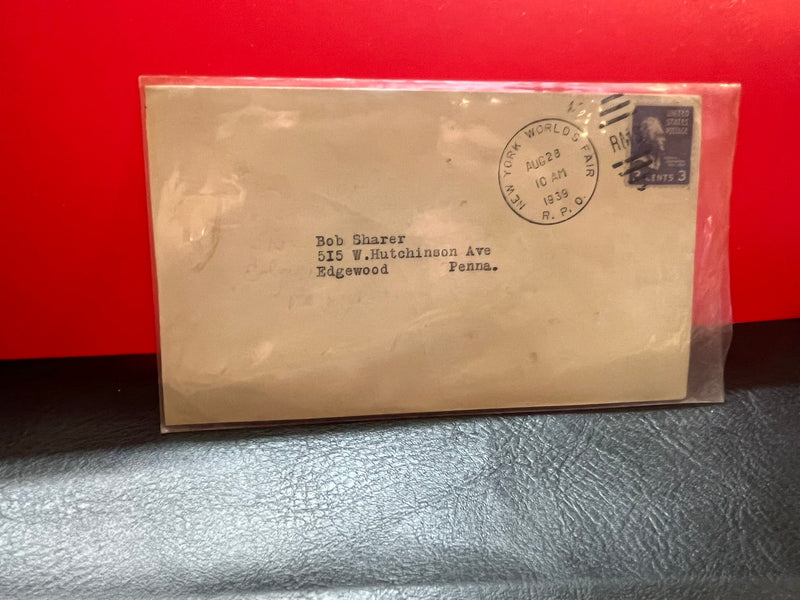 NEW YORK WORLD'S FAIR
AUG 28
10 AM
1939
R. P. O.
UNITED
STATES
POSTAGE
CENTS 3
Bob Sharer
515 W.Hutchinson Ave
Edgewood Penna.